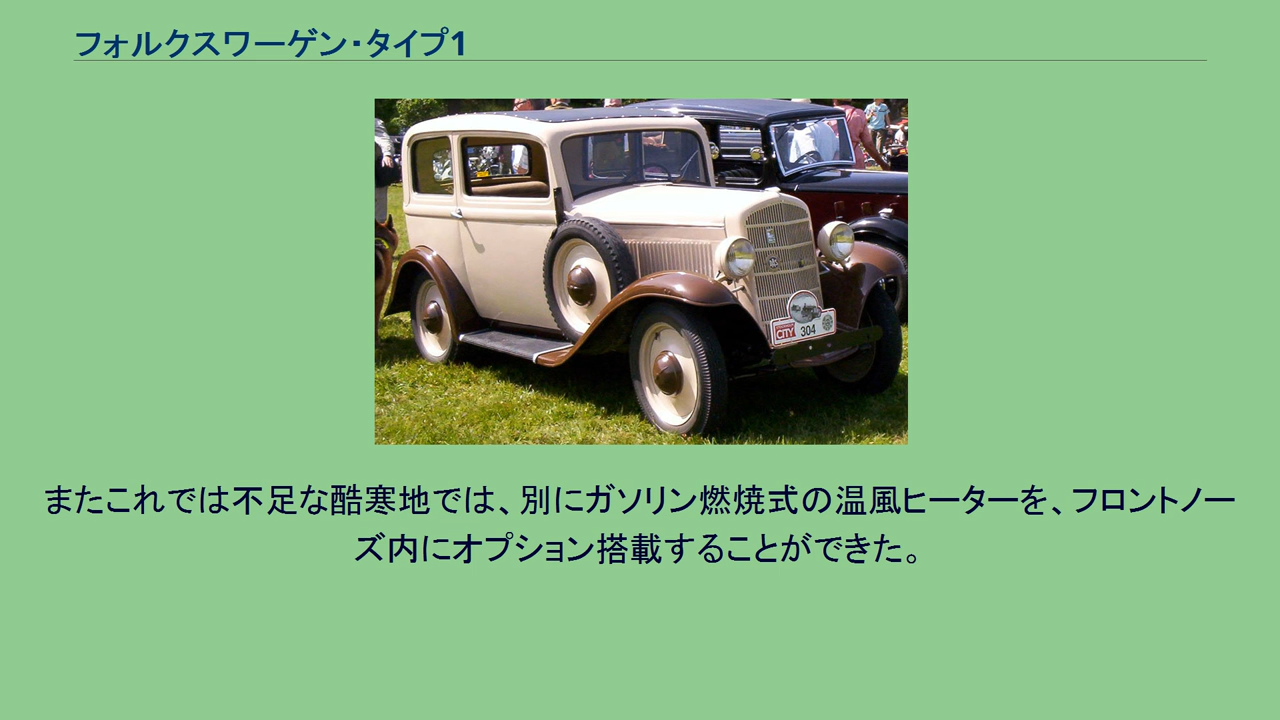 フォルクスワーゲン・タイプ1
CITY
304
またこれでは不足な酷寒地では、別にガソリン燃焼式の温風ヒーターを、フロントノー
ズ内にオプション搭載することができた。